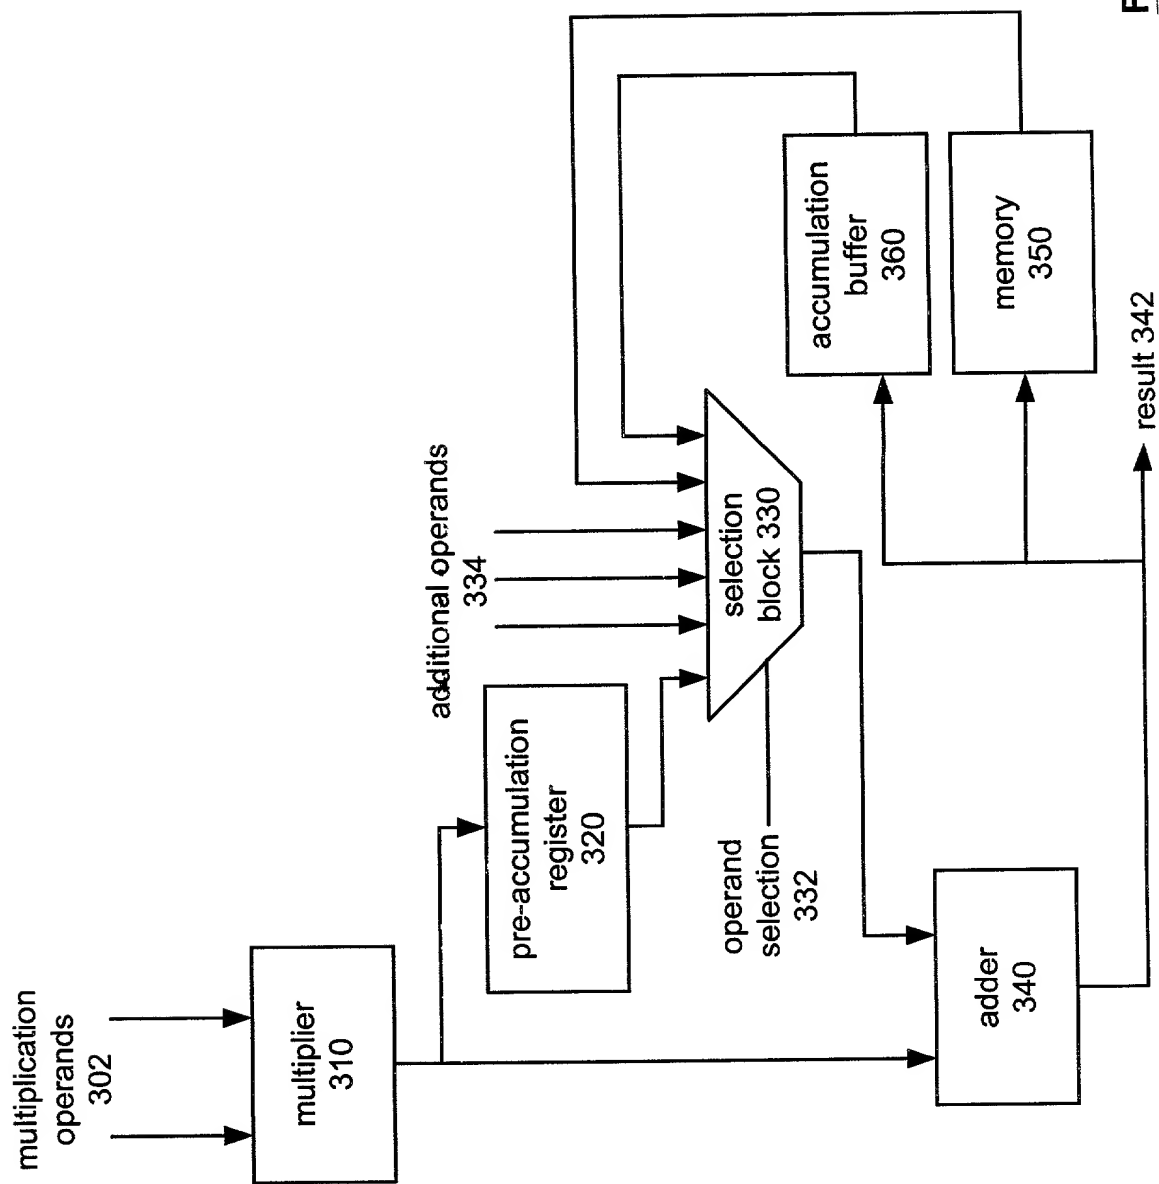 multiplication
operands
302
multiplier
310
pre-accumulation
register
320
additional operands
334
operand
selection
332
selection
block 330
adder
340
accumulation
buffer
360
memory
350
result 342
F